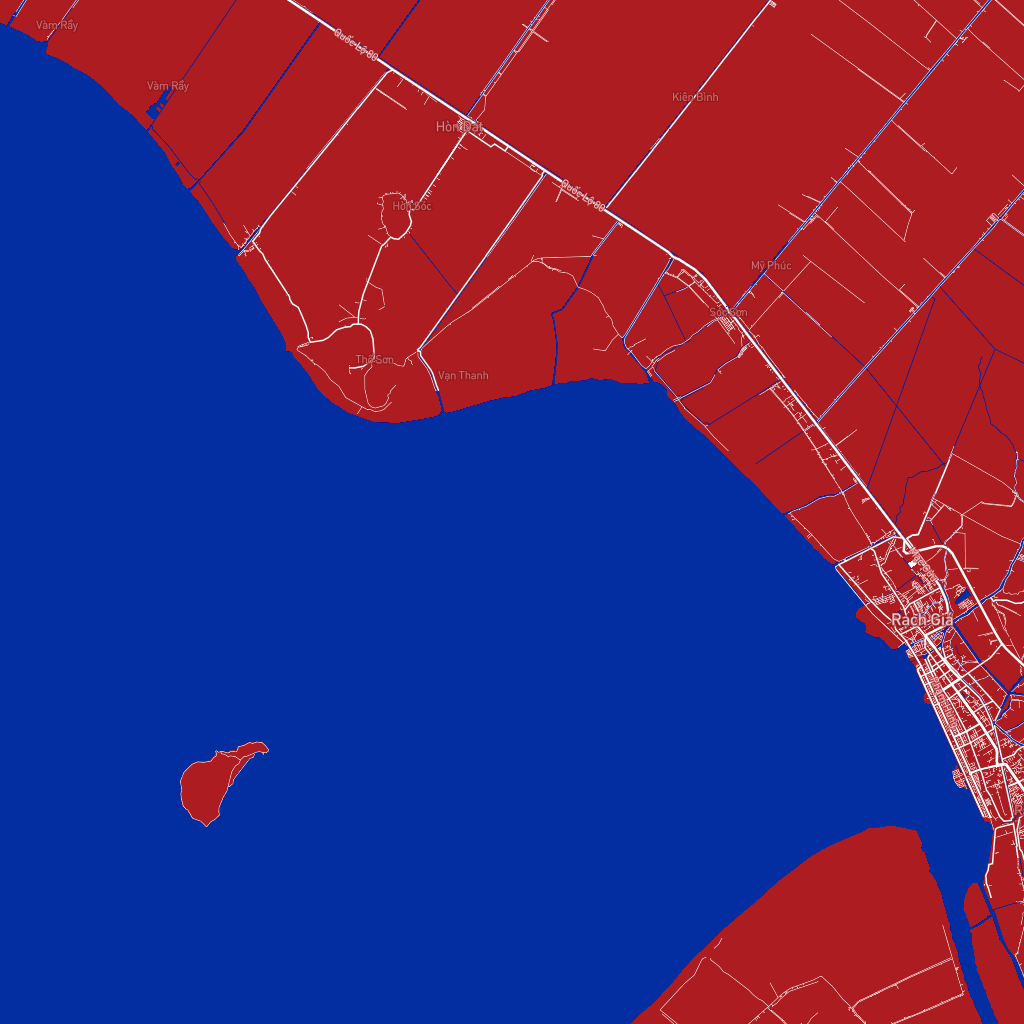 Vàm Rầy
Quốc Lộ 80
Vàm Rầy
Kiên Bình
Hòn Đất
Quốc Lộ 80
Hòn Sóc
Mỹ Phúc
Sóc Sơn
Thổ Sơn
Vạn Thanh
Rạch Giá